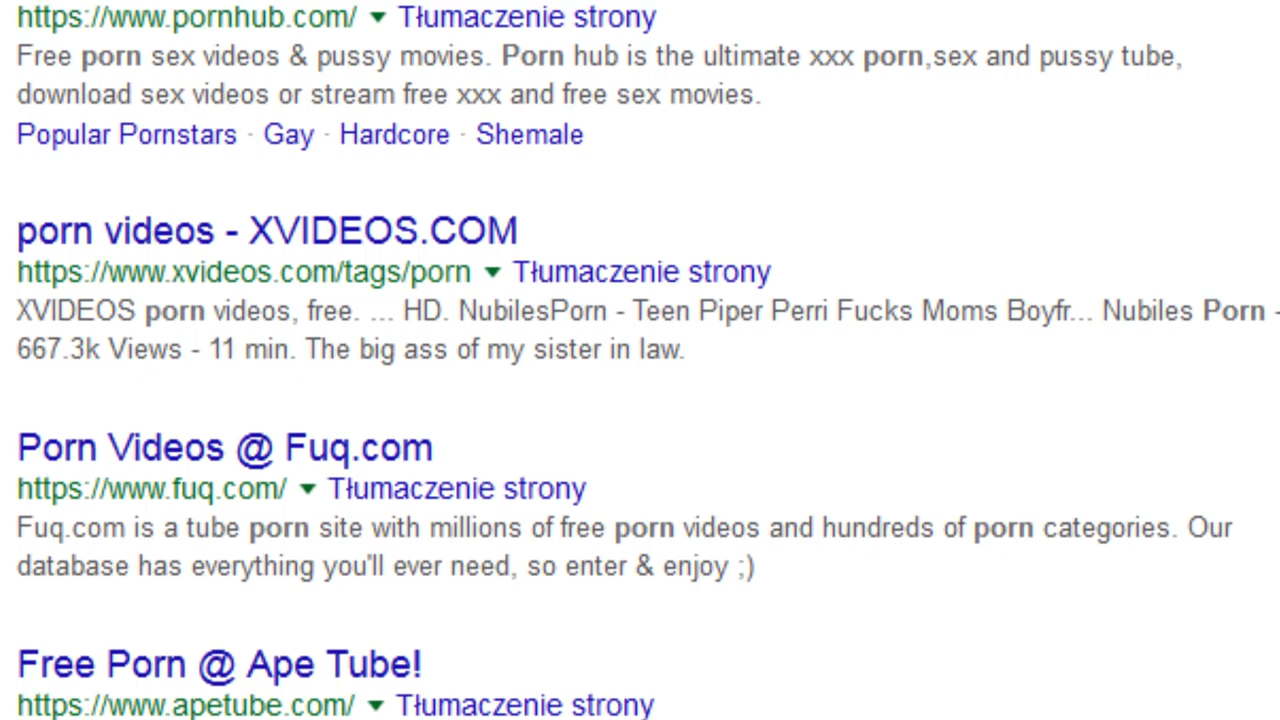 https://www.pornhub.com/ ▼ Tłumaczenie strony
Free porn sex videos & pussy movies. Porn hub is the ultimate xxx porn,sex and pussy tube,
download sex videos or stream free xxx and free sex movies.
Popular Pornstars · Gay · Hardcore · Shemale
porn videos - XVIDEOS.COM
https://www.xvideos.com/tags/porn ▼ Tłumaczenie strony
XVIDEOS porn videos, free. ... HD. NubilesPorn - Teen Piper Perri Fucks Moms Boyfr... Nubiles Porn -
667.3k Views - 11 min. The big ass of my sister in law.
Porn Videos @ Fuq.com
https://www.fuq.com/ ▼ Tłumaczenie strony
Fuq.com is a tube porn site with millions of free porn videos and hundreds of porn categories. Our
database has everything you'll ever need, so enter & enjoy ;)
Free Porn @ Ape Tube!
https://www.apetube.com/ ▼ Tłumaczenie strony